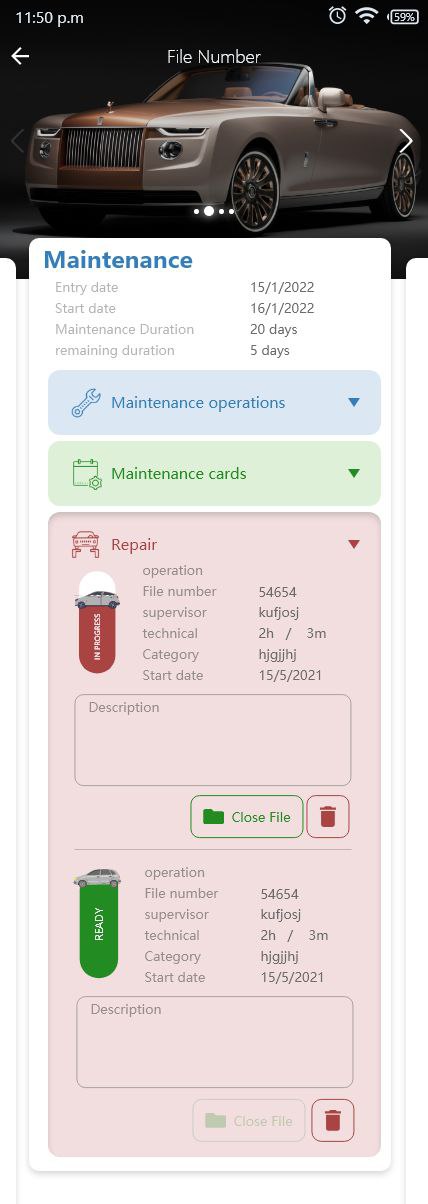 11:50 p.m
59%
File Number
Maintenance
Entry date 15/1/2022
Start date 16/1/2022
Maintenance Duration 20 days
remaining duration 5 days
Maintenance operations
Maintenance cards
Repair
operation
File number 54654
supervisor kufjosj
technical 2h / 3m
Category hjgjjhj
Start date 15/5/2021
IN PROGRESS
Description
Close File
operation
File number 54654
supervisor kufjosj
technical 2h / 3m
Category hjgjjhj
Start date 15/5/2021
READY
Description
Close File